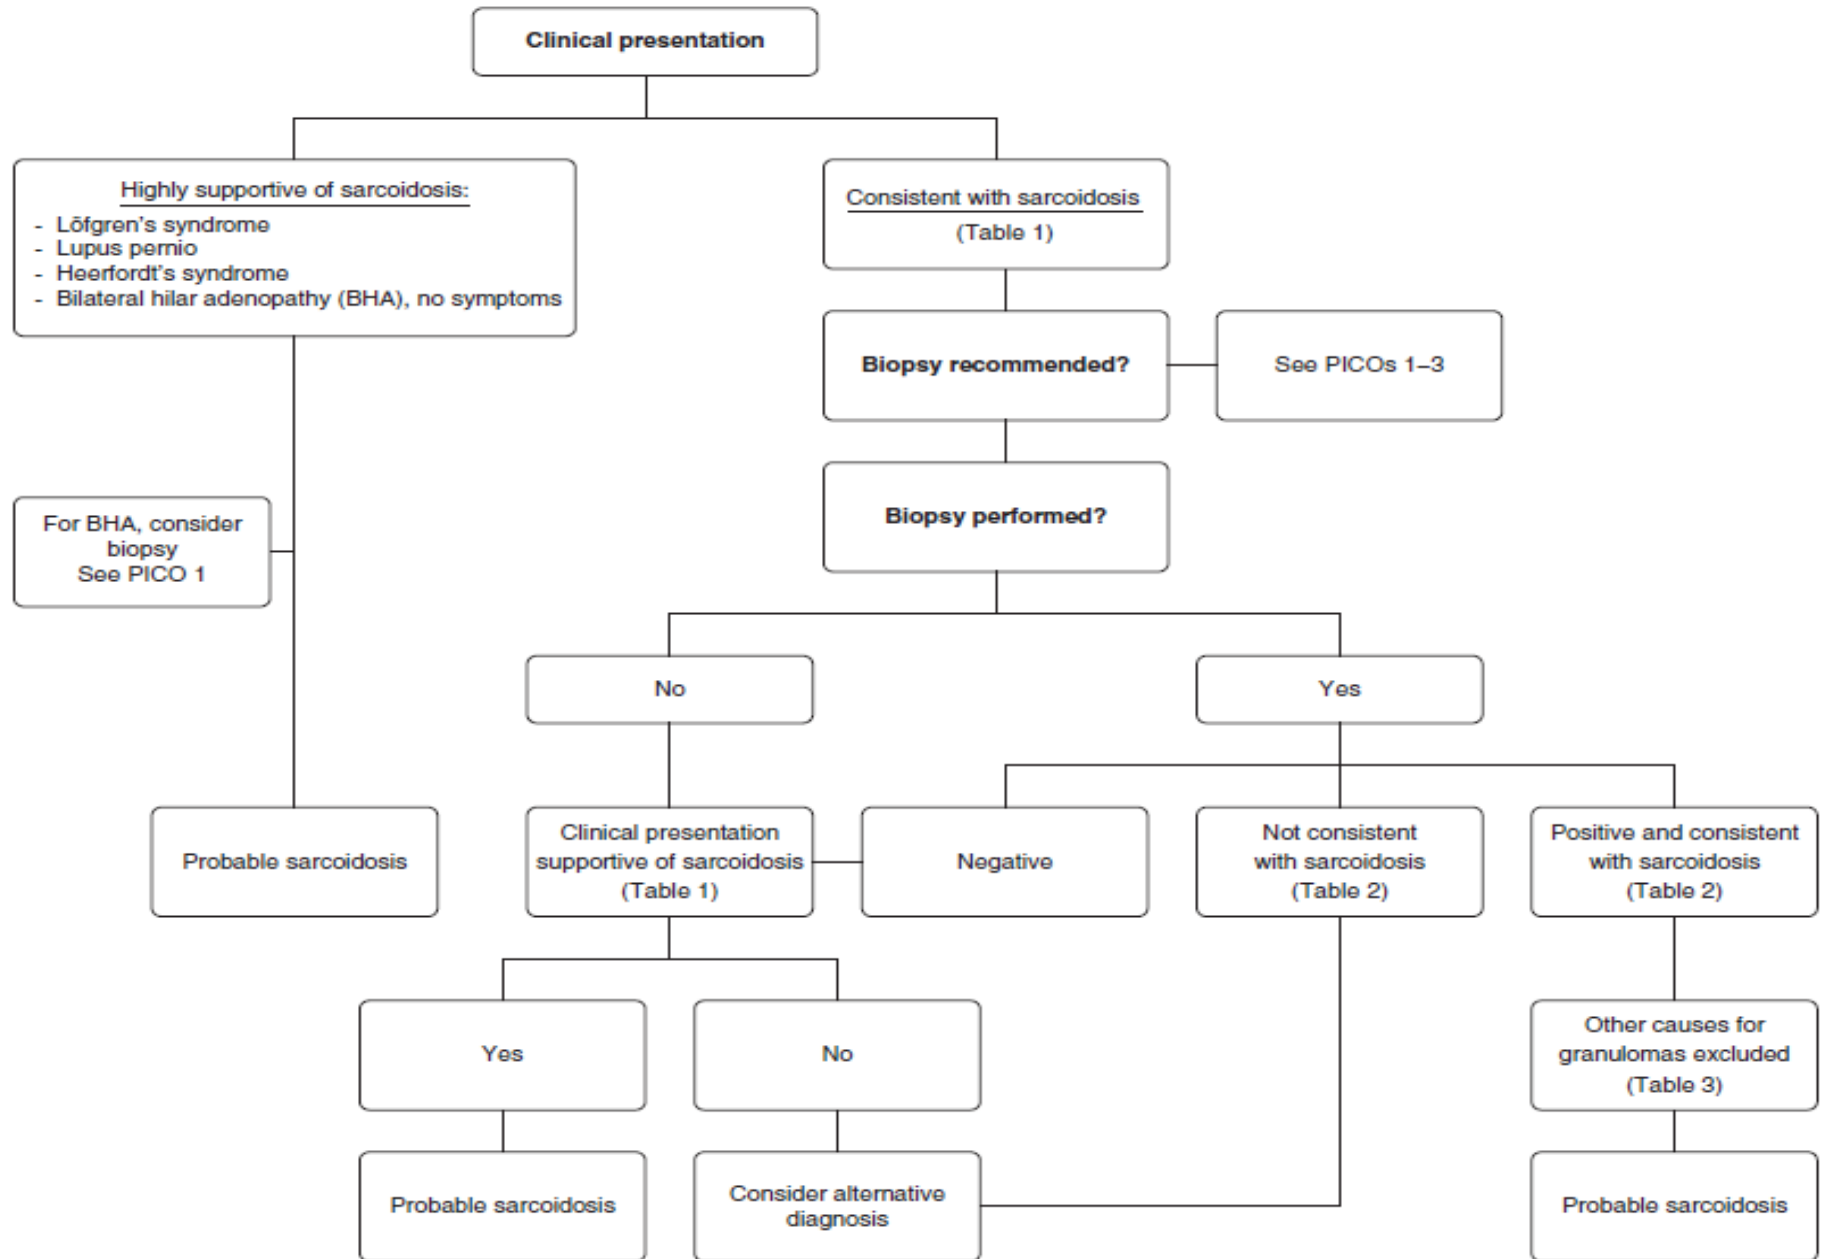 Clinical presentation
Highly supportive of sarcoidosis:
- Löfgren's syndrome
- Lupus pernio
- Heerfordt's syndrome
- Bilateral hilar adenopathy (BHA), no symptoms
Consistent with sarcoidosis
(Table 1)
Biopsy recommended?
See PICOs 1–3
Biopsy performed?
For BHA, consider
biopsy
See PICO 1
No
Yes
Probable sarcoidosis
Clinical presentation
supportive of sarcoidosis
(Table 1)
Negative
Not consistent
with sarcoidosis
(Table 2)
Positive and consistent
with sarcoidosis
(Table 2)
Yes
No
Other causes for
granulomas excluded
(Table 3)
Probable sarcoidosis
Consider alternative
diagnosis
Probable sarcoidosis